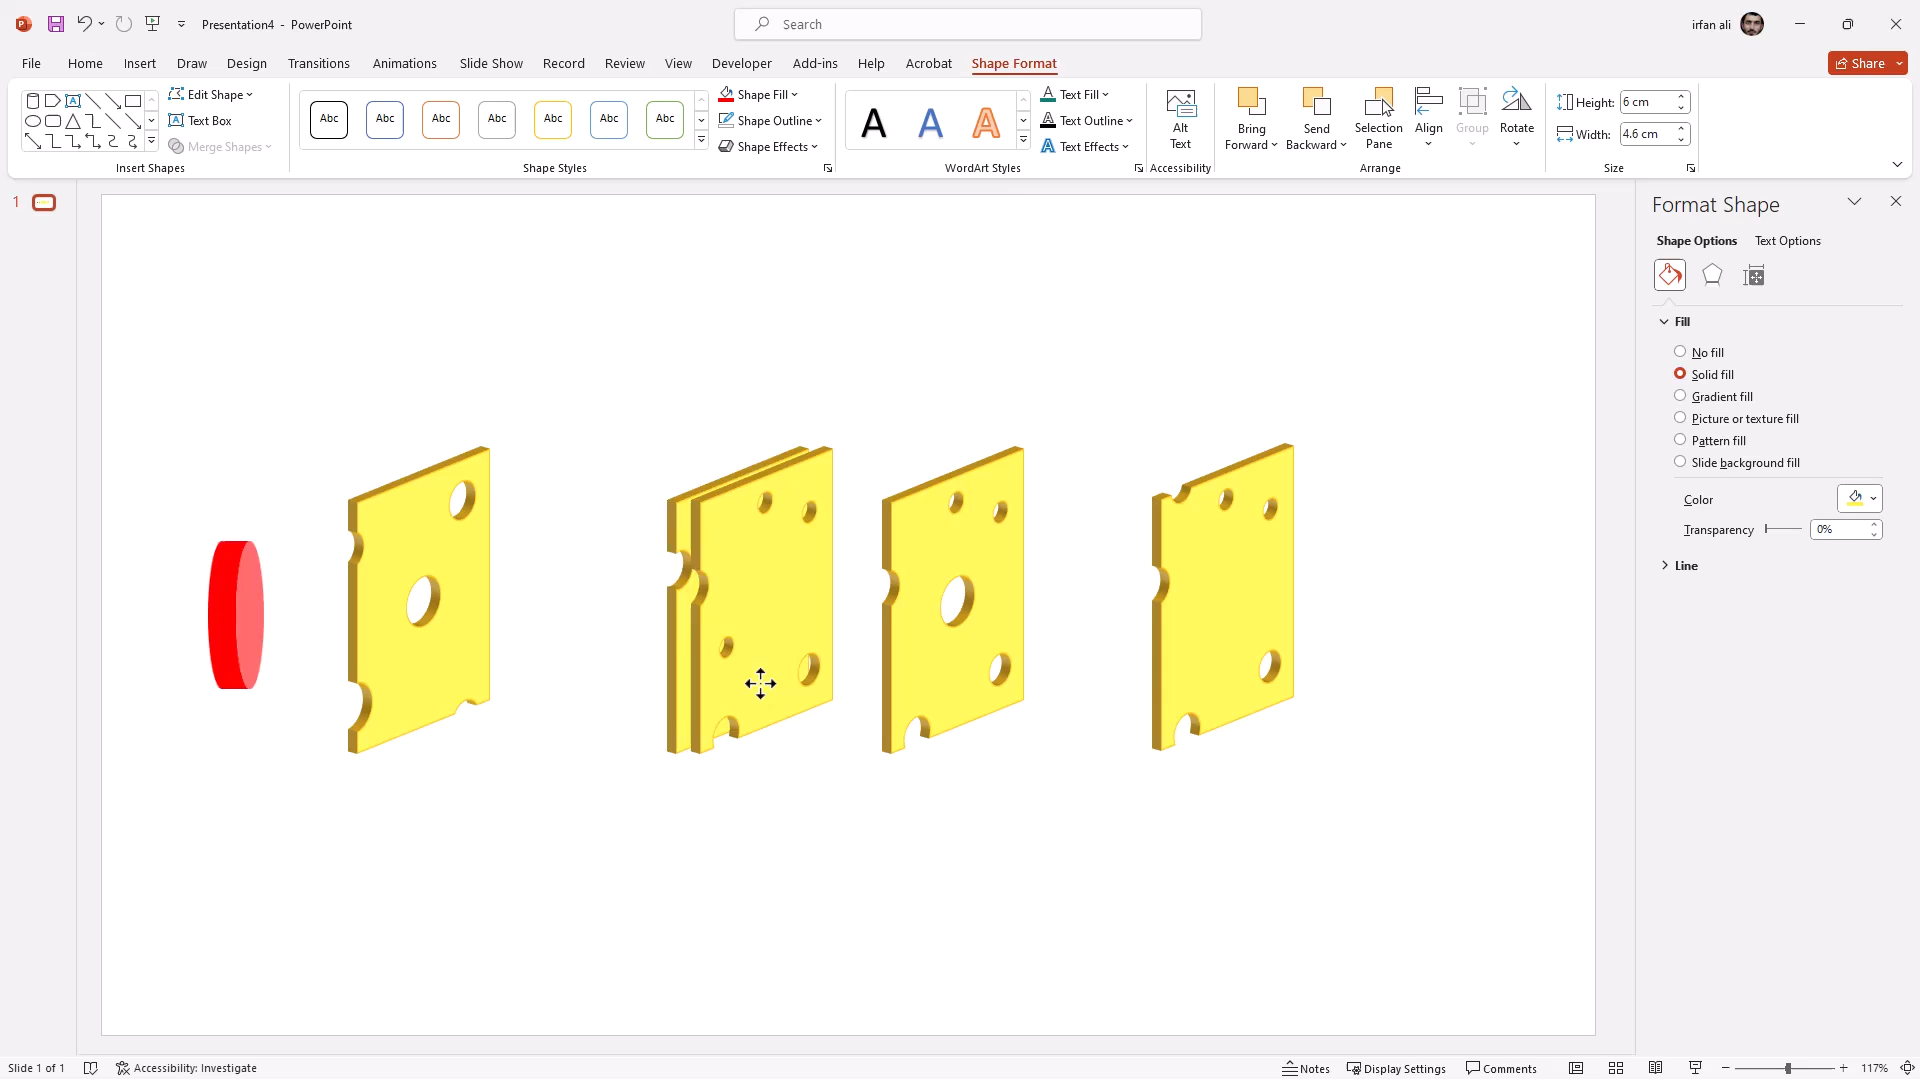 Presentation4 - PowerPoint
Search
irfan ali
File Home Insert Draw Design Transitions Animations Slide Show Record Review View Developer Add-ins Help Acrobat Shape Format
Share
Edit Shape
Text Box
Merge Shapes
Insert Shapes
Abc Abc Abc Abc Abc Abc Abc
Shape Fill
Shape Outline
Shape Effects
Shape Styles
A A A
Text Fill
Text Outline
Text Effects
WordArt Styles
Alt Text
Accessibility
Bring Forward
Send Backward
Selection Pane
Align
Group
Rotate
Arrange
Height: 6 cm
Width: 4.6 cm
Size
1
Format Shape
Shape Options Text Options
Fill
No fill
Solid fill
Gradient fill
Picture or texture fill
Pattern fill
Slide background fill
Color
Transparency 0%
Line
Slide 1 of 1
Accessibility: Investigate
Notes
Display Settings
Comments
117%